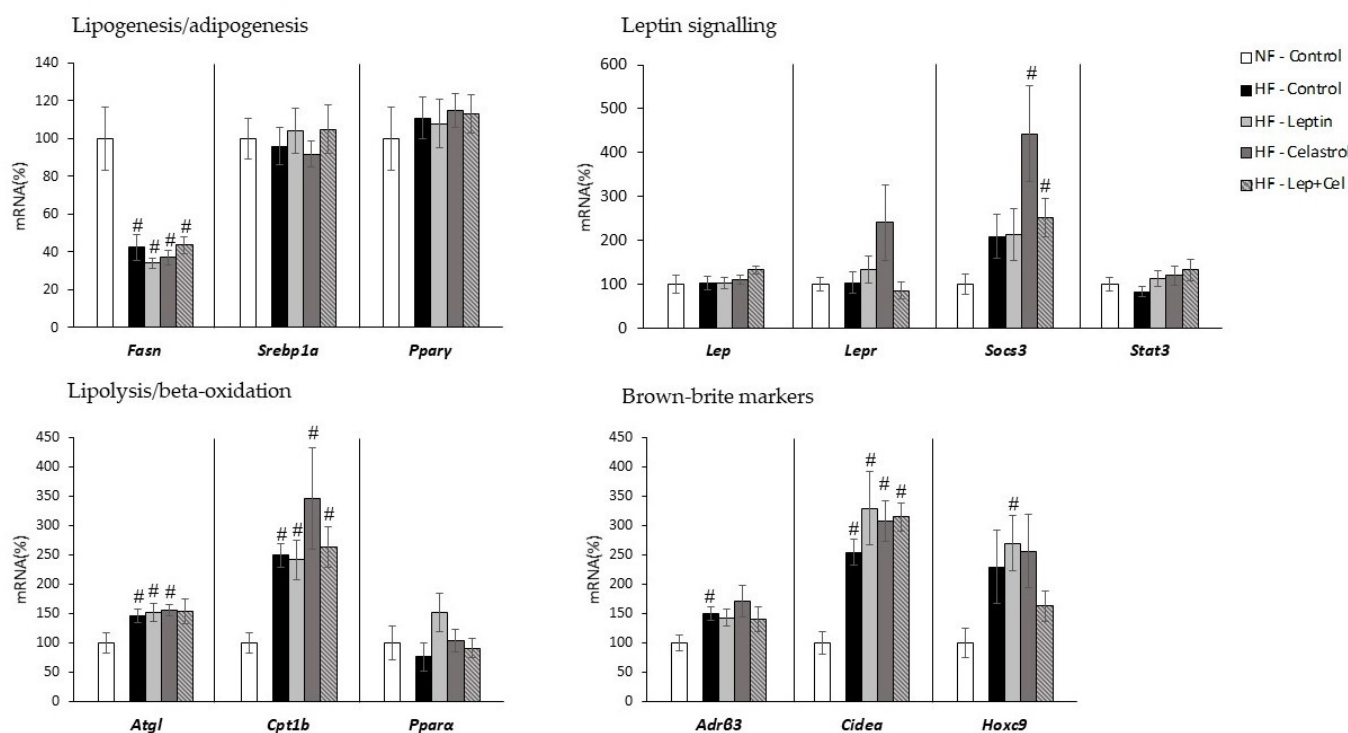 Lipogenesis/adipogenesis
140
120
100
80
60
40
20
0
mRNA(%)
# # # #
Fasn Srebp1a Pparγ
Leptin signalling
600
500
400
300
200
100
0
mRNA(%)
# #
Lep Lepr Socs3 Stat3
NF - Control
HF - Control
HF - Leptin
HF - Celastrol
HF - Lep+Cel
Lipolysis/beta-oxidation
450
400
350
300
250
200
150
100
50
0
mRNA(%)
# # # # # # #
Atgl Cpt1b Pparα
Brown-brite markers
450
400
350
300
250
200
150
100
50
0
mRNA(%)
# # # # # #
Adrβ3 Cidea Hoxc9